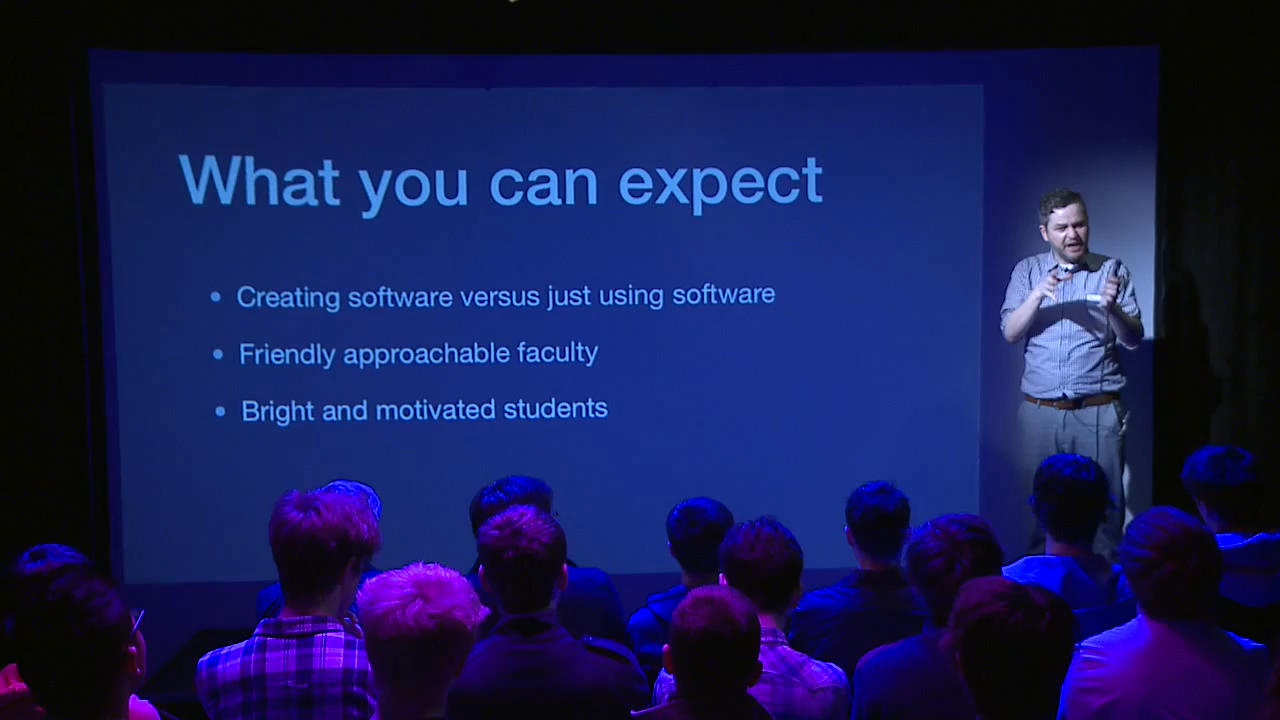 What you can expect
• Creating software versus just using software
• Friendly approachable faculty
• Bright and motivated students